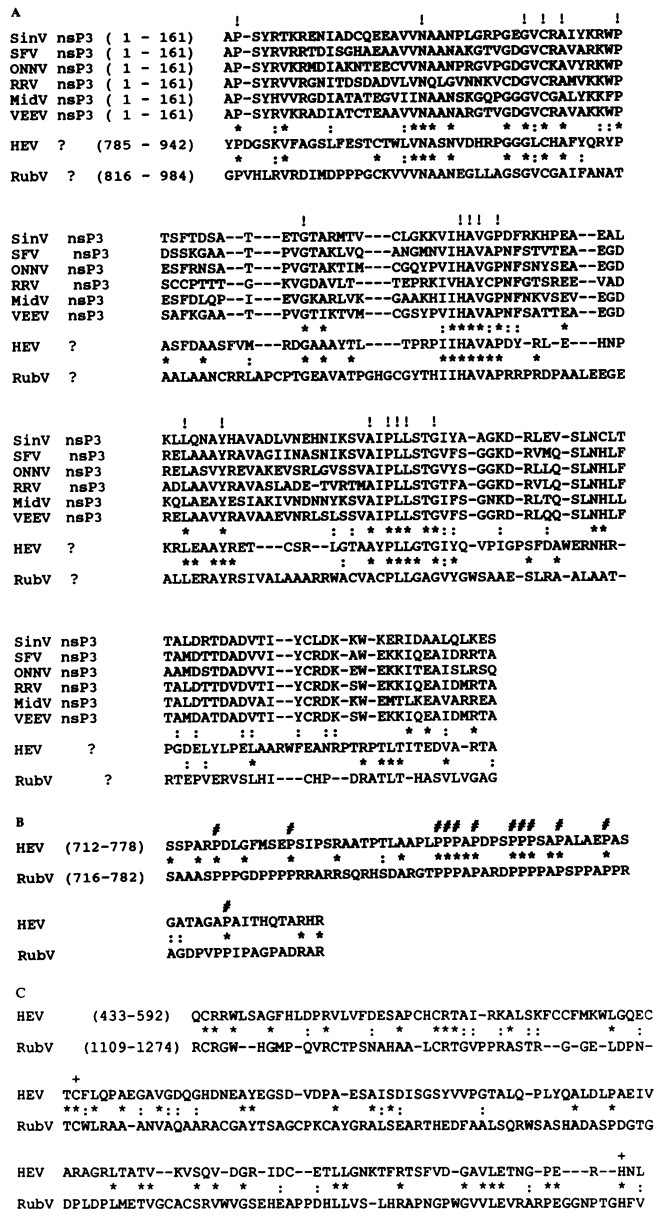 A
! ! ! ! ! !
SinV nsP3 ( 1 - 161) AP-SYRTKRENIADCQEEAVVNAANPLGRPGEGVCRAIYKRWP
SFV nsP3 ( 1 - 161) AP-SYRVRRTDISGHAEAAVVNAANAKGTVGDGVCRAVARKWP
ONNV nsP3 ( 1 - 161) AP-SYRVKRMDIAKNTEECVVNAANPRGLPGDGVCKAVYKKWP
RRV nsP3 ( 1 - 161) AP-SYRVVRGNITDSDADVLVNQLGVNNKVCDGVCRAMVKKWP
MidV nsP3 ( 1 - 161) AP-SYHVVRGDIATATEGVIINAANSKGQPGGGVCGALYKKFP
VEEV nsP3 ( 1 - 161) AP-SYRVKRADIATCTEAAVVNAANARGTVGDGVCRAVAKKWP
* :* :*** * *:** ::*
HEV ? (785 - 942) YPDGSKVFAGSLFESTCTWLVNASNVDHRPGGGLCHAFYQRYP
* :* * :*** * *:* *
RubV ? (816 - 984) GPVHLRVRDIMDPPPGCKVVVNAANEGLLAGSGVCGAIFANAT
! !!! !
SinV nsP3 TSFTDSA--T---ETGTARMTV---CLGKKVIHAVGPDFRKHPEA--EAL
SFV nsP3 DSSKGAA--T---PVGTAKLVQ--ANGMNVIHAVAPNFSTVTEA--EGD
ONNV nsP3 ESFRNSA--T---PVGTAKTIM---CGQYPVIHAVAPNFSNYSEA--EGD
RRV nsP3 SCCPTTT--G---KVGDAVLT---TEPRKIVHAYCPNFGTSREE--VAD
MidV nsP3 ESFDLQP--I---EVGKARLVK---GAAKHIIHAVGPNFNKVSEV-EGD
VEEV nsP3 SAFKGAA--T---PVGTIKTVM---CGSYPVIHAVAPNFSATTEA--EGD
* * :****:*:: *
HEV ? ASFDAASFVM---RDGAAAYTL----TPRPIIHAVAPDY-RL-E--HNP
* * : * * * ******* *
RubV ? AALAANCRRLAPCPTGEAVATPGHGCGYTHIIHAVAPRRPRDPAALEEGE
! ! ! !!! !
SinV nsP3 KLLQNAYHAVADLVNEHNIKSVAIPLLSTGIYA-AGKD-RLEV-SLNCLT
SFV nsP3 RELAAAYRAVAGIINASNIKSVAIPLLSTGVFS-GGKD-RVMQ-SLNHLF
ONNV nsP3 RELASVYREVAKEVSRLGVSSVAIPLLSTGVFS-GGKD-RLLQ-SLNHLF
RRV nsP3 ADLAAVYRAVASLADE-TVRTMAIPLLSTGTFA-GGKD-RVLQ-SLNHLF
MidV nsP3 KQLAEAYESIAKIVNDNNYKSVAIPLLSTGIFS-GNKD-RLTQ-SLNHLL
VEEV nsP3 RELAAVYRAVAAEVNRLSLSSVAIPLLSTGVFS-GGRD-RLQQ-SLNHLF
* * : : * *** **:: : : **
HEV ? KRLEAAYRET---CSR--LGTAAYPLLGTGIYQ-VPIGPSFDAWERNHR-
** *** : * **** *:* * *
RubV ? ALLERAYRSIVALAAARRWACVACPLLGAGVYGWSAAE-SLRA-ALAAT-
SinV nsP3 TALDRTDADVTI--YCLDK-KW-KERIDAALQLKES
SFV nsP3 TAMDTTDADVVI--YCRDK-AW-EKKIQEAIDRRTA
ONNV nsP3 AAMDSTDADVVI--YCRDK-EW-EKKITEAISLRSQ
RRV nsP3 TALDTTDVDVTI--YCRDK-SW-EKKIQEAIDMRTA
MidV nsP3 TALDTTDADVAI--YCRDK-KW-EMTLKEAVARREA
VEEV nsP3 TAMDATDADVVI--YCRDK-SW-EKKIQEAIDMRTA
: : : : :: * * :
HEV ? PGDELYLPELAARWFEANRPTRPTLTITEDVA-RTA
: : * * *** * :
RubV ? RTEPVERVSLHI---CHP--DRATLT-HASVLVGAG
B
# # ### # ### # #
HEV (712-778) SSPARPDLGFMSEPSIPSRAATPTLAAPLPPPAPDPSPPPSAPALAEPAS
* * * * * : * ***** *** ** *
RubV (716-782) SAAASPPPGDPPPPRRARRSQRHSDARGTPPPAPARDPPPPAPSPPAPPR
#
HEV GATAGAPAITHQTARHR
:: * * *
RubV AGDPVPPIPAGPADRAR
C
HEV (433-592) QCRRWLSAGFHLDPRVLVFDESAPCHCRTAI-RKALSKFCCFMKWLGQEC
** * * : * : ***: :* :: * :
RubV (1109-1274) RCRGW--HGMP-QVRCTPSNAHAA-LCRTGVPPRASTR--G-GE-LDPN-
+
HEV TCFLQPAEGAVGDQGHDNEAYEGSD-VDPA-ESAISDISGSYVVPGTALQ-PLYQALDLPAEIV
**:* * : *:: ** * *:: : * *
RubV TCWLRAA-ANVAQAARACGAYTSAGCPKCAYGRALSEARTHEDFAALSQRWSASHADASPDGTG
+
HEV ARAGRLTATV--KVSQV-DGR-IDC--ETLLGNKTFRTSFVD-GAVLETNG-PE---R--HNL
* ** * * : : ** * * *** * *:
RubV DPLDPLMETVGCACSRVWVGSEHEAPPDHLLVS-LHRAPNGPWGVVLEVRARPEGGNPTGHFV